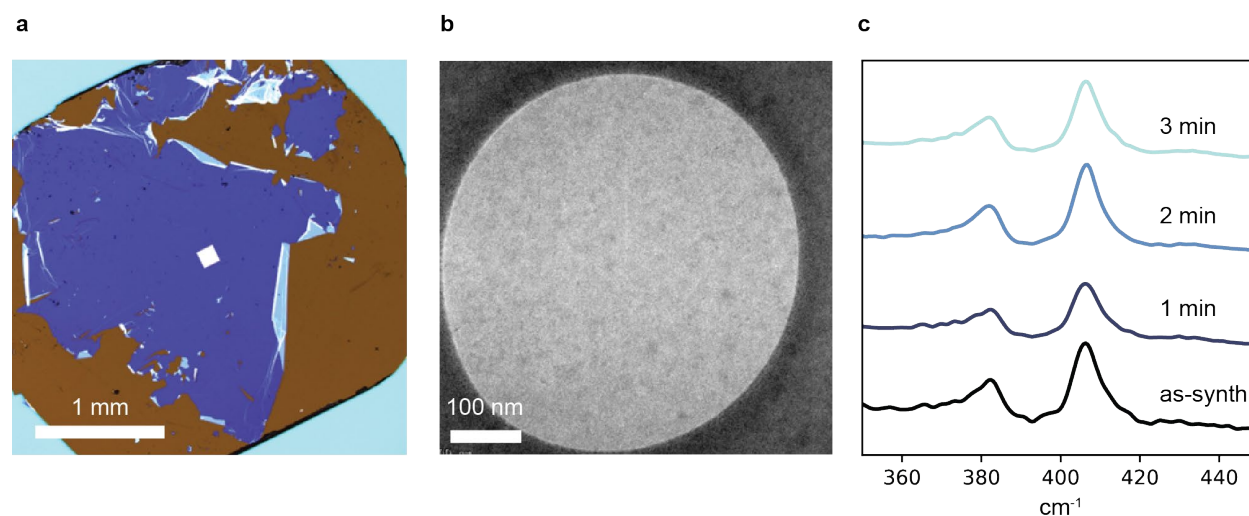 a
b
c
1 mm
100 nm
3 min
2 min
1 min
as-synth
360
380
400
420
440
cm⁻¹